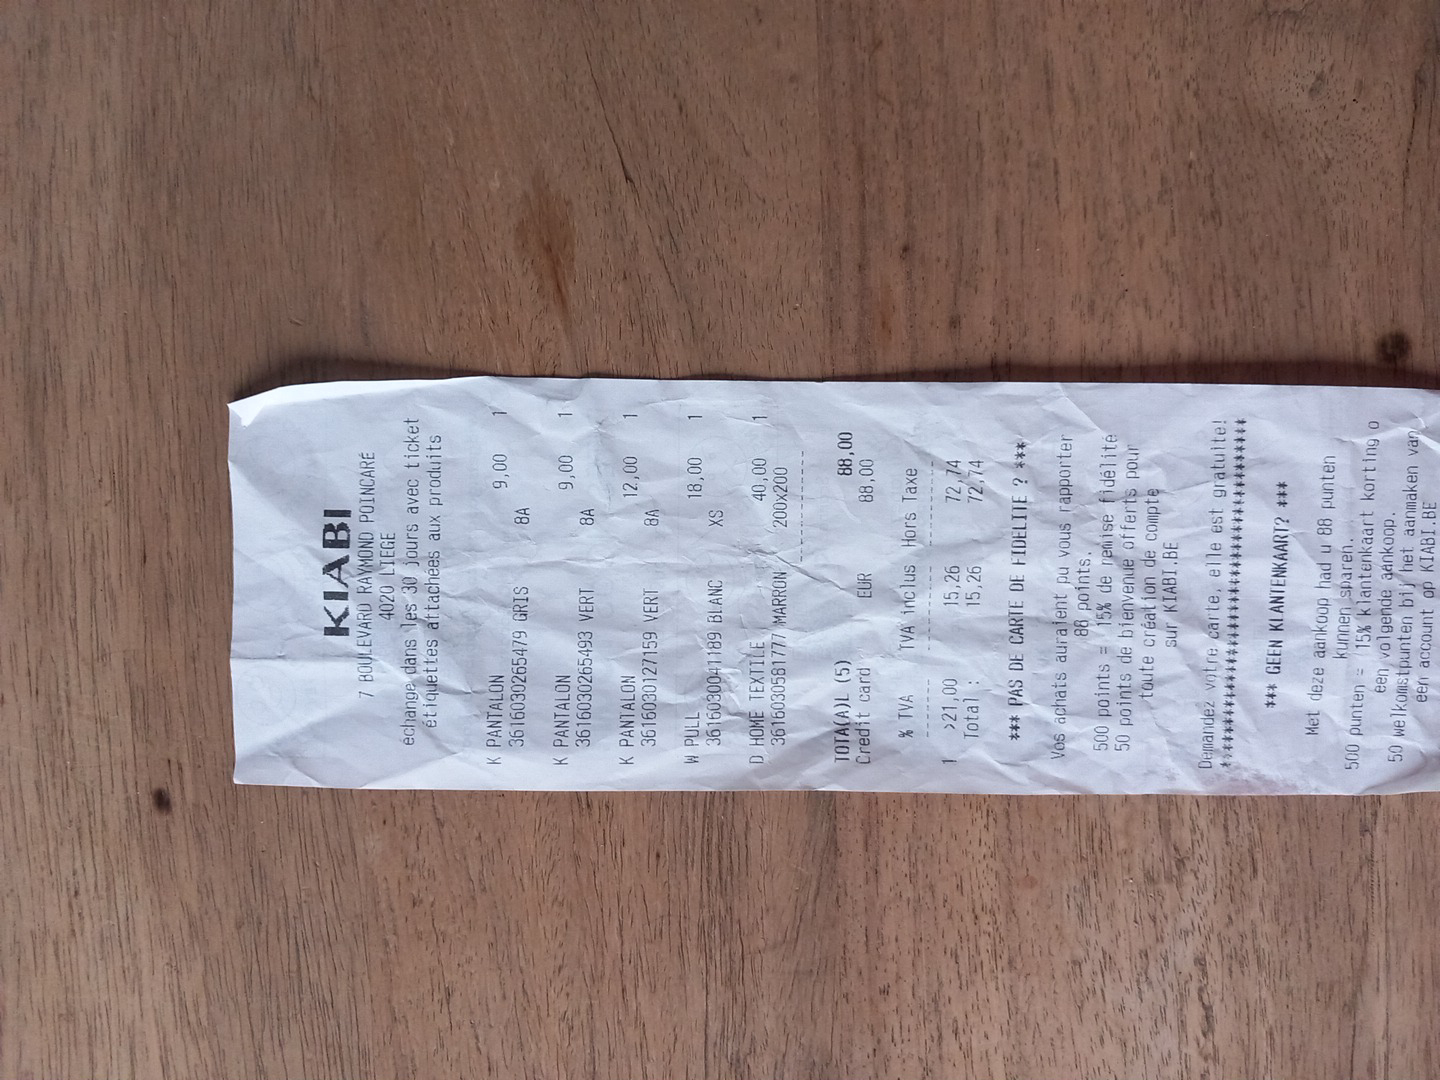 KIABI
7 BOULEVARD RAYMOND POINCARÉ
4020 LIEGE
échange dans les 30 jours avec ticket
étiquettes attachées aux produits
K PANTALON 9,00 1
3616030265479 GRIS 8A
K PANTALON 9,00 1
3616030265493 VERT 8A
K PANTALON 12,00 1
3616030127159 VERT 8A
W PULL 18,00 1
3616030041189 BLANC XS
D HOME TEXTILE 40,00 1
3616030581777 MARRON 200x200
TOTA(A)L (5) 88,00
Credit card EUR 88,00
% TVA TVA inclus Hors Taxe
1 >21,00 15,26 72,74
Total : 15,26 72,74
*** PAS DE CARTE DE FIDELITE ? ***
Vos achats auraient pu vous rapporter
88 points.
500 points = 15% de remise fidélité
50 points de bienvenue offerts pour
toute création de compte
sur KIABI.BE
Demandez votre carte, elle est gratuite!
*****************************************
*** GEEN KLANTENKAART? ***
Met deze aankoop had u 88 punten
kunnen sparen.
500 punten = 15% klantenkaart korting o
een volgende aankoop.
50 welkomstpunten bij het aanmaken van
een account op KIABI.BE